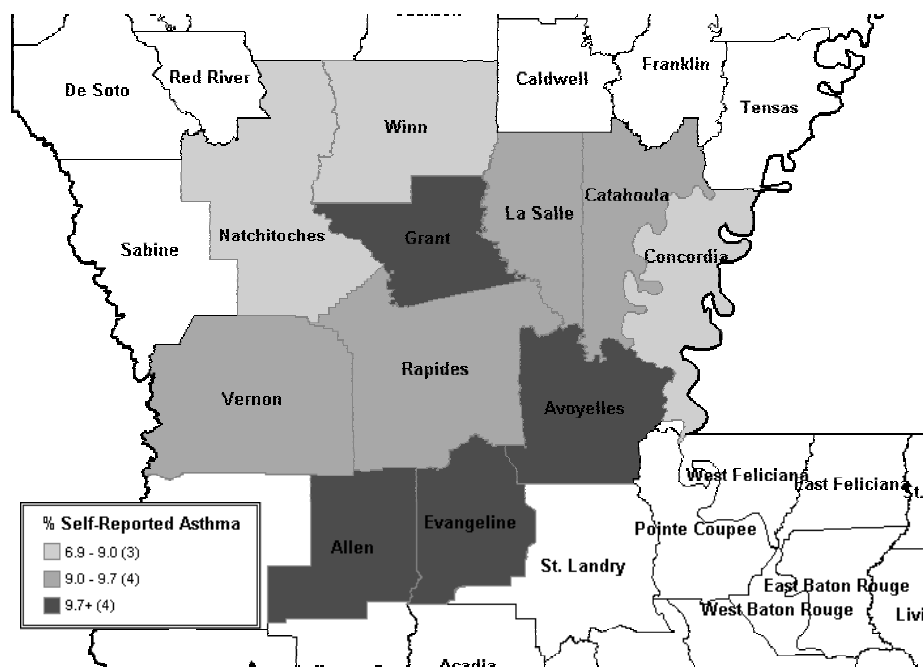 Caldwell
Franklin
Red River
De Soto
Tensas
Winn
La Salle
Catahoula
Natchitoches
Grant
Sabine
Concordia
Rapides
Vernon
Avoyelles
West Feliciana
East Feliciana
St.
% Self-Reported Asthma
6.9 - 9.0 (3)
9.0 - 9.7 (4)
9.7+ (4)
Evangeline
Pointe Coupee
Allen
St. Landry
East Baton Rouge
West Baton Rouge
Livi
Acadia